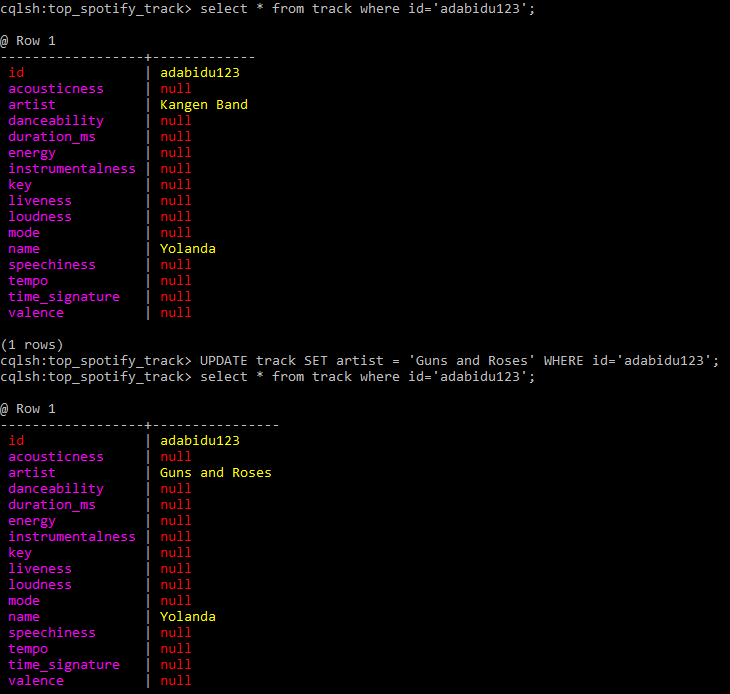 cqlsh:top_spotify_track> select * from track where id='adabidu123';
@ Row 1
------------------+------------
id | adabidu123
acousticness | null
artist | Kangen Band
danceability | null
duration_ms | null
energy | null
instrumentalness | null
key | null
liveness | null
loudness | null
mode | null
name | Yolanda
speechiness | null
tempo | null
time_signature | null
valence | null
(1 rows)
cqlsh:top_spotify_track> UPDATE track SET artist = 'Guns and Roses' WHERE id='adabidu123';
cqlsh:top_spotify_track> select * from track where id='adabidu123';
@ Row 1
------------------+----------------
id | adabidu123
acousticness | null
artist | Guns and Roses
danceability | null
duration_ms | null
energy | null
instrumentalness | null
key | null
liveness | null
loudness | null
mode | null
name | Yolanda
speechiness | null
tempo | null
time_signature | null
valence | null